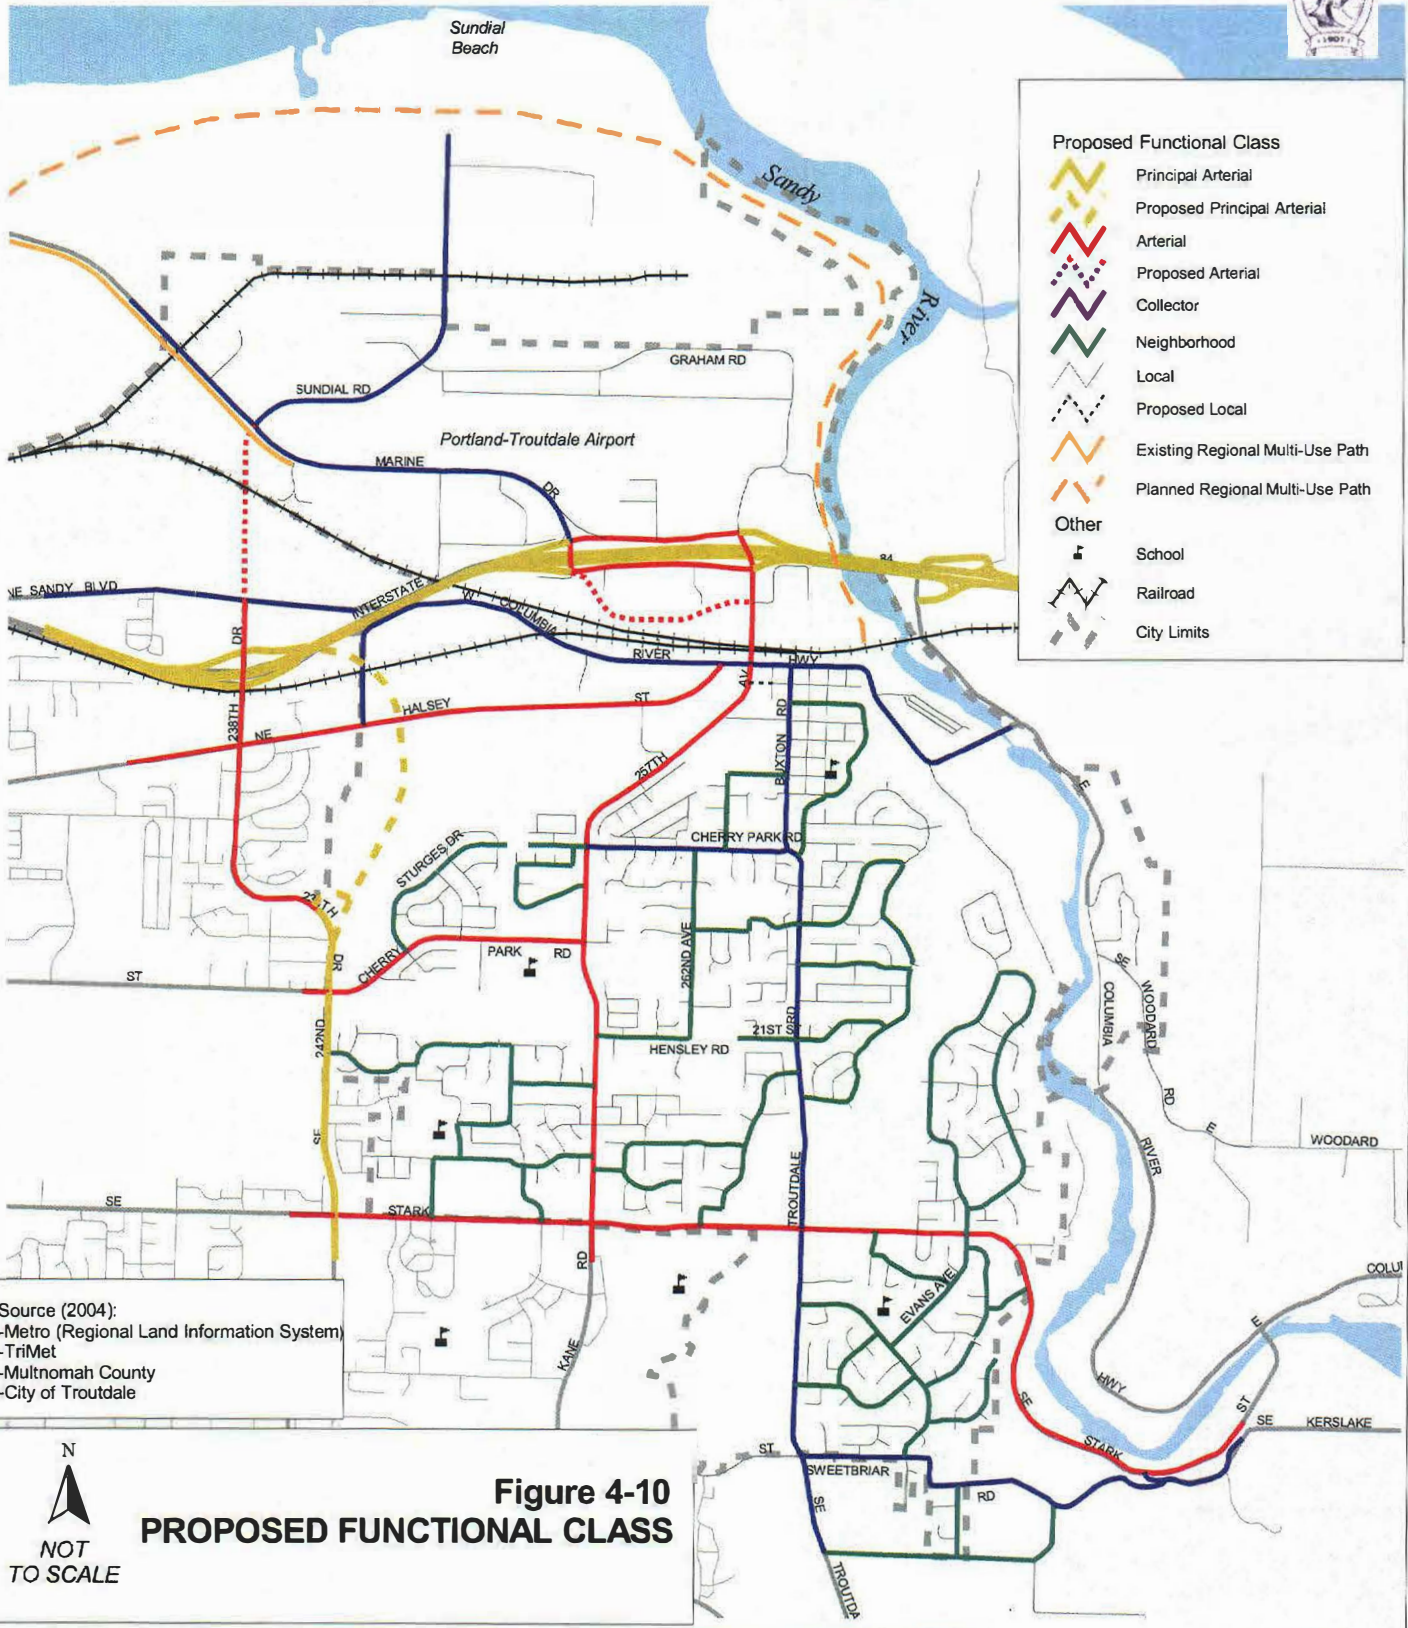 Sundial
Beach
1907
Sandy
River
Proposed Functional Class
Principal Arterial
Proposed Principal Arterial
Arterial
Proposed Arterial
Collector
Neighborhood
Local
Proposed Local
Existing Regional Multi-Use Path
Planned Regional Multi-Use Path
Other
School
Railroad
City Limits
GRAHAM RD
SUNDIAL RD
Portland-Troutdale Airport
MARINE
DR
84
NE SANDY BLVD
INTERSTATE
W
COLUMBIA
RIVER
HWY
238TH
DR
NE
HALSEY
ST
AV
257TH
BUXTON
RD
CHERRY PARK RD
STURGES DR
E
DR
CHERRY
PARK
RD
262ND AVE
ST
SE
WOODARD
RD
COLUMBIA
RIVER
HWY
242ND
SE
HENSLEY RD
21ST ST
RD
E
WOODARD
SE
STARK
TROUTDALE
RD
KANE
EVANS AVE
COLU
E
SE
STARK
ST
SE
KERSLAKE
ST
SWEETBRIAR
RD
SE
TROUTDA
Source (2004):
-Metro (Regional Land Information System)
-TriMet
-Multnomah County
-City of Troutdale
N
NOT
TO SCALE
Figure 4-10
PROPOSED FUNCTIONAL CLASS